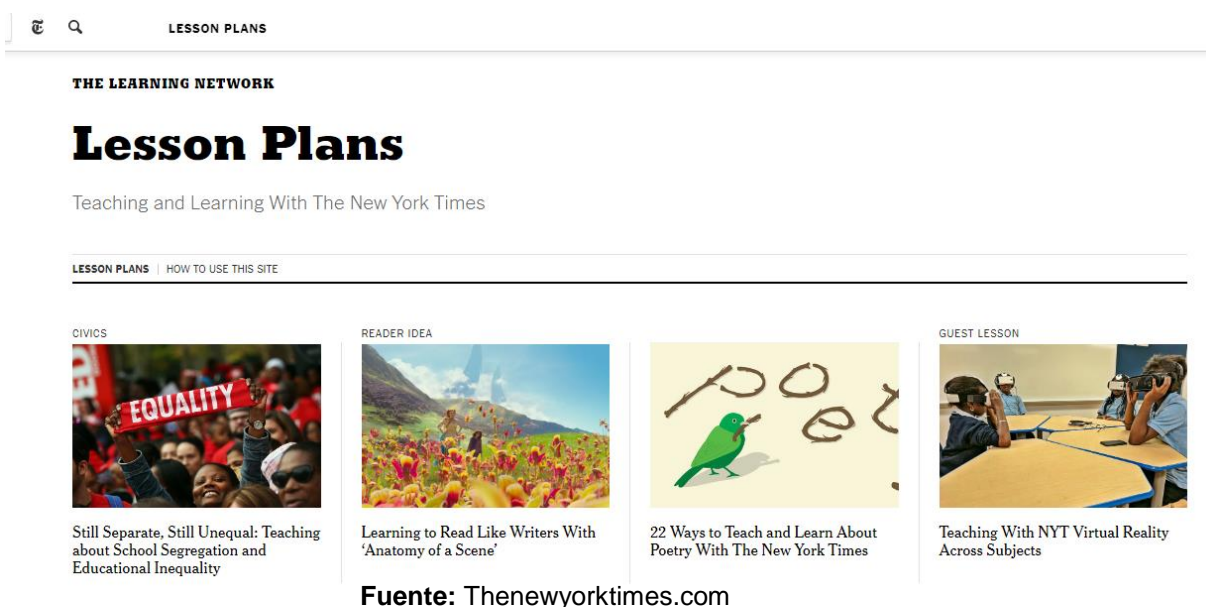 LESSON PLANS
THE LEARNING NETWORK
Lesson Plans
Teaching and Learning With The New York Times
LESSON PLANS | HOW TO USE THIS SITE
CIVICS
EQUALITY
Still Separate, Still Unequal: Teaching
about School Segregation and
Educational Inequality
READER IDEA
Learning to Read Like Writers With
‘Anatomy of a Scene’
po
et
22 Ways to Teach and Learn About
Poetry With The New York Times
GUEST LESSON
Teaching With NYT Virtual Reality
Across Subjects
Fuente: Thenewyorktimes.com